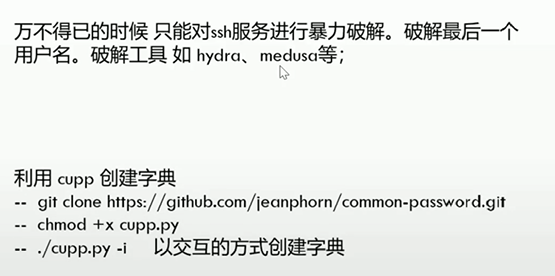 万不得已的时候 只能对ssh服务进行暴力破解。破解最后一个
用户名。破解工具 如 hydra、medusa等；
利用 cupp 创建字典
-- git clone https://github.com/jeanphorn/common-password.git
-- chmod +x cupp.py
-- ./cupp.py -i 以交互的方式创建字典